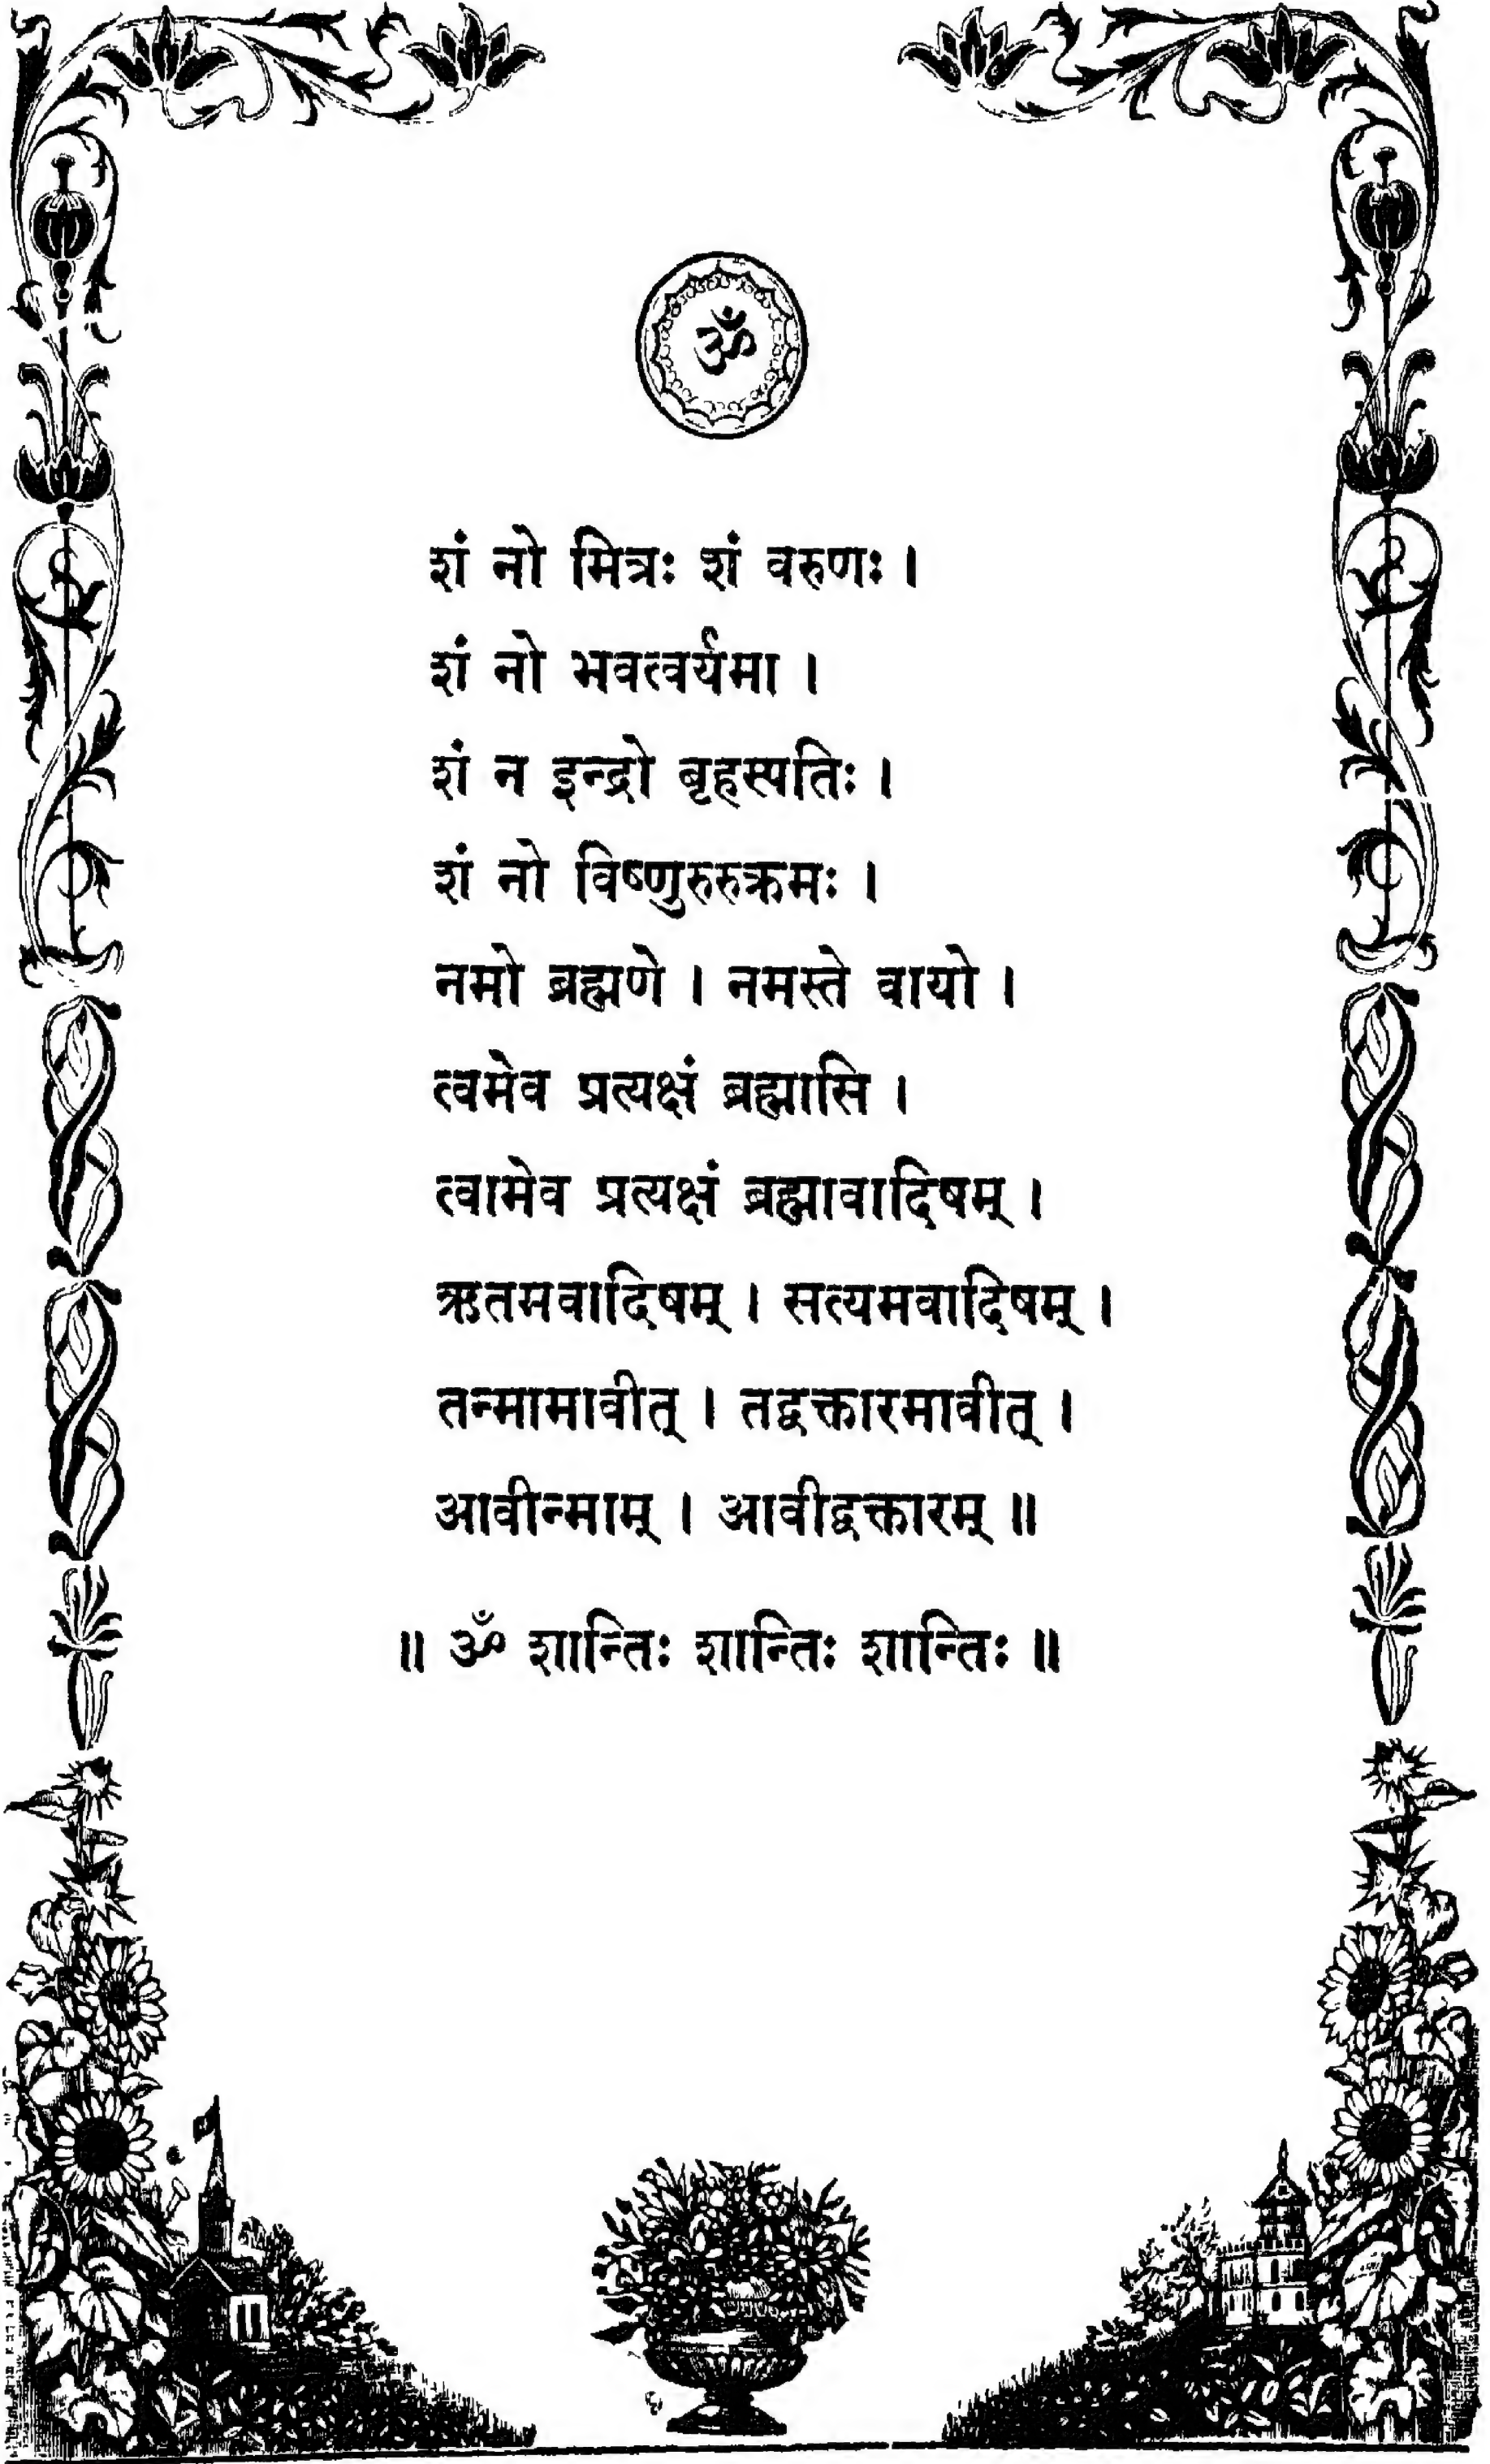 ॐ
शं नो मित्रः शं वरुणः ।
शं नो भवत्वर्यमा ।
शं न इन्द्रो बृहस्पतिः ।
शं नो विष्णुरुरुक्रमः ।
नमो ब्रह्मणे । नमस्ते वायो ।
त्वमेव प्रत्यक्षं ब्रह्मासि ।
त्वामेव प्रत्यक्षं ब्रह्मावादिषम् ।
ऋतमवादिषम् । सत्यमवादिषम् ।
तन्मामावीत् । तद्वक्तारमावीत् ।
आवीन्माम् । आवीद्वक्तारम् ॥
॥ ॐ शान्तिः शान्तिः शान्तिः ॥